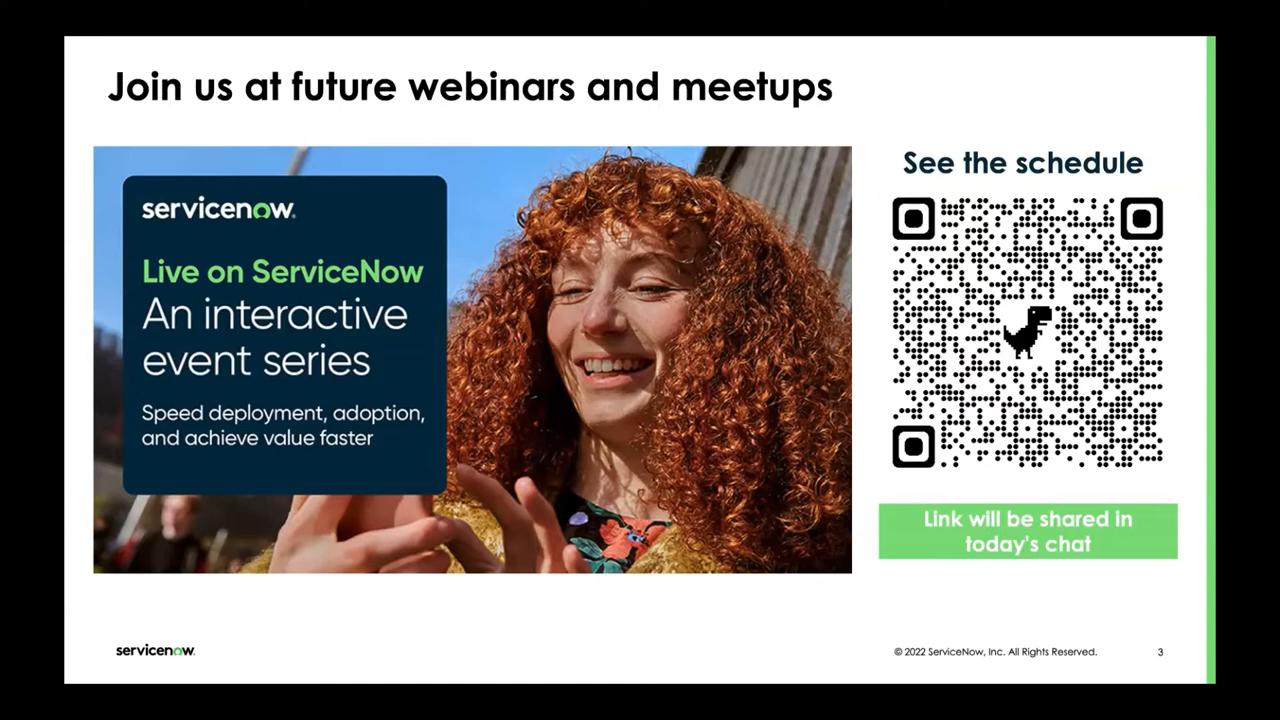 Join us at future webinars and meetups
servicenow®
Live on ServiceNow
An interactive
event series
Speed deployment, adoption,
and achieve value faster
See the schedule
Link will be shared in
today's chat
servicenow.
© 2022 ServiceNow, Inc. All Rights Reserved.
3